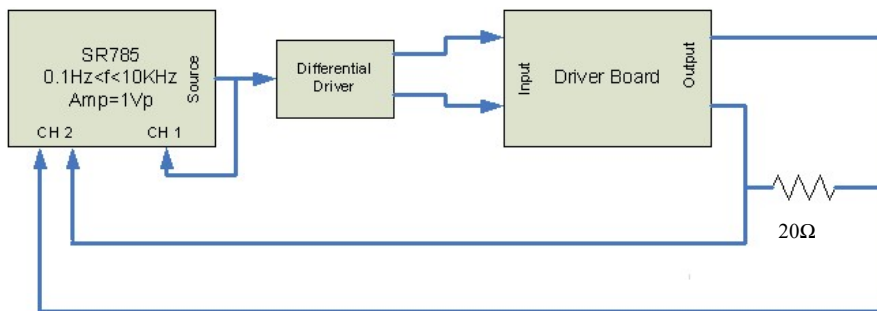 SR785
0.1Hz<f<10KHz
Amp=1Vp
Source
CH 2
CH 1
Differential
Driver
Input
Driver Board
Output
20Ω